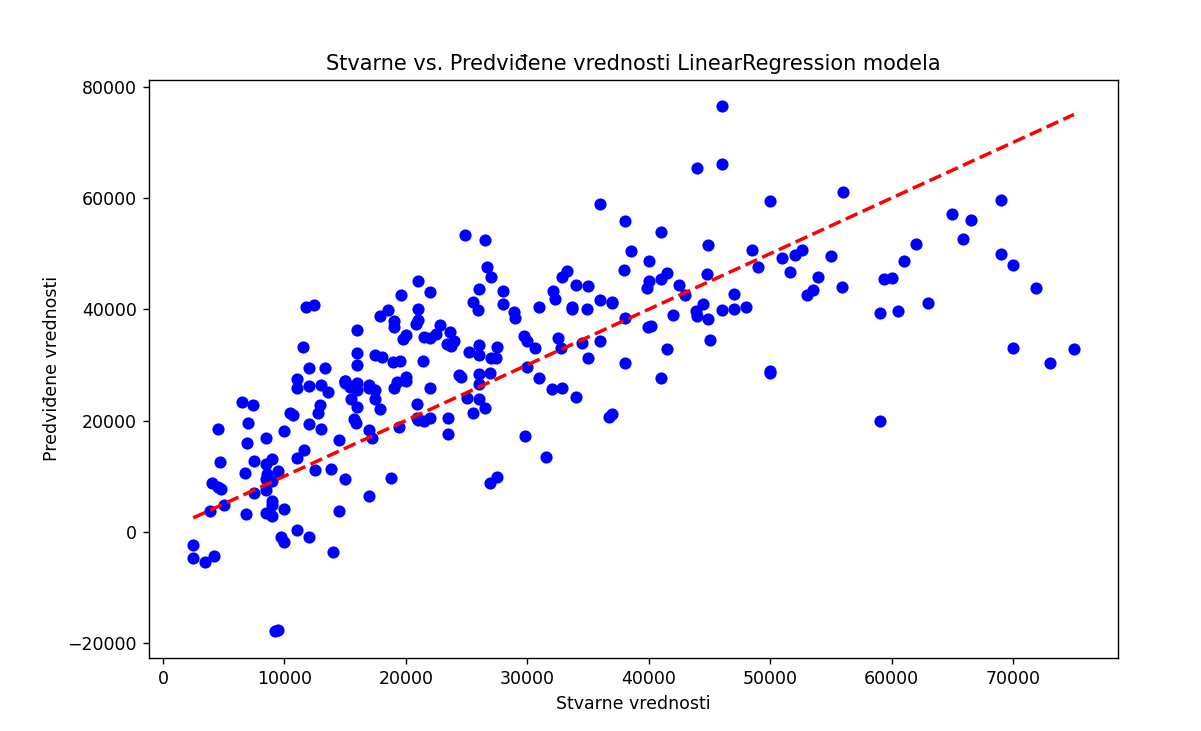 Stvarne vs. Predviđene vrednosti LinearRegression modela
80000
60000
40000
20000
0
−20000
Predviđene vrednosti
0 10000 20000 30000 40000 50000 60000 70000
Stvarne vrednosti